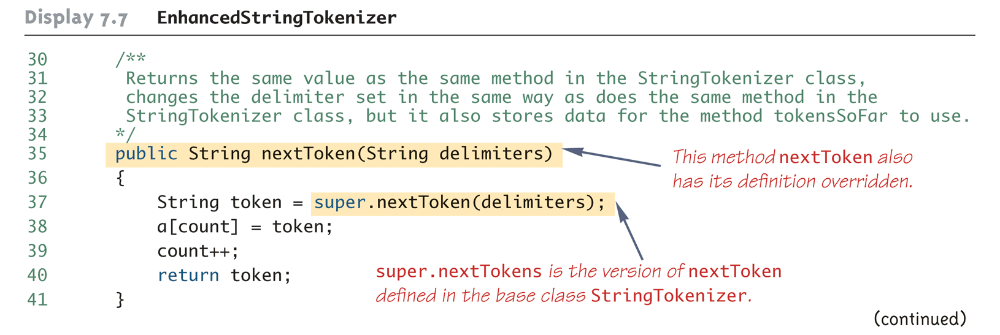 Display 7.7 EnhancedStringTokenizer
30 /**
31 Returns the same value as the same method in the StringTokenizer class,
32 changes the delimiter set in the same way as does the same method in the
33 StringTokenizer class, but it also stores data for the method tokensSoFar to use.
34 */
35 public String nextToken(String delimiters)
This method nextToken also
has its definition overridden.
36 {
37 String token = super.nextToken(delimiters);
38 a[count] = token;
39 count++;
40 return token;
super.nextTokens is the version of nextToken
defined in the base class StringTokenizer.
41 }
(continued)